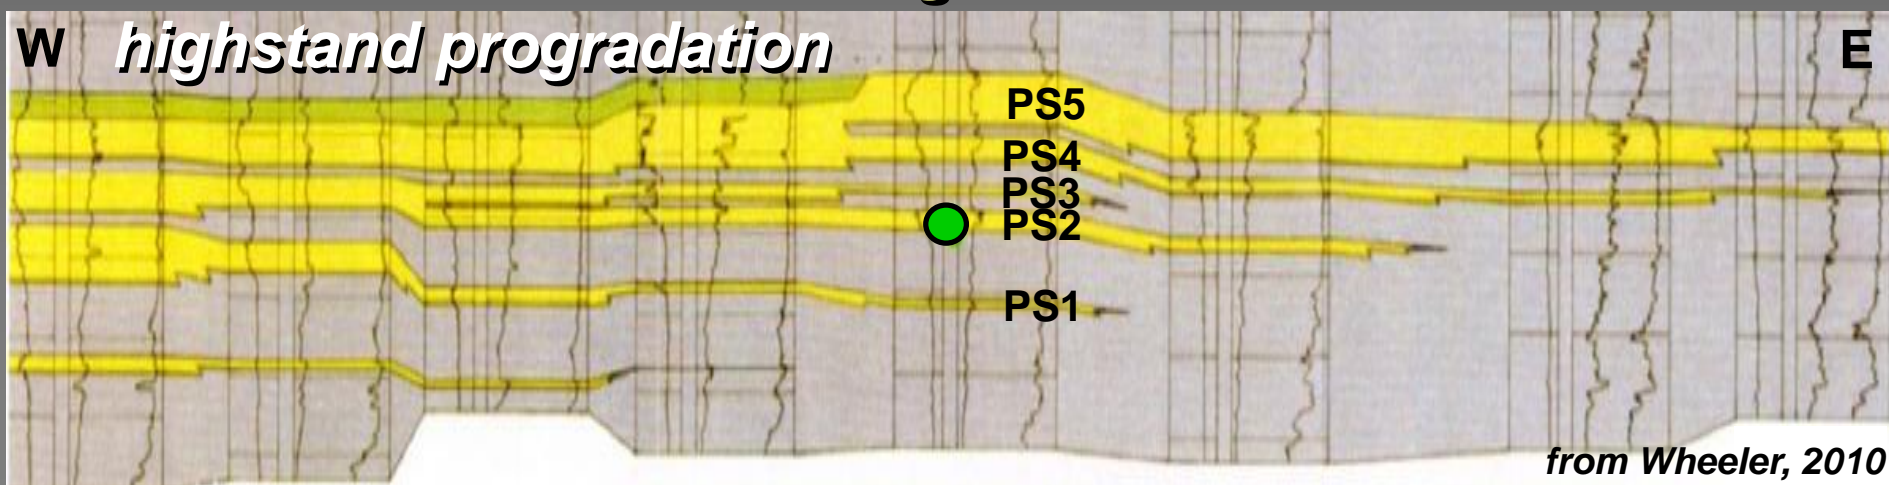 W highstand progradation E
PS5
PS4
PS3
PS2
PS1
from Wheeler, 2010